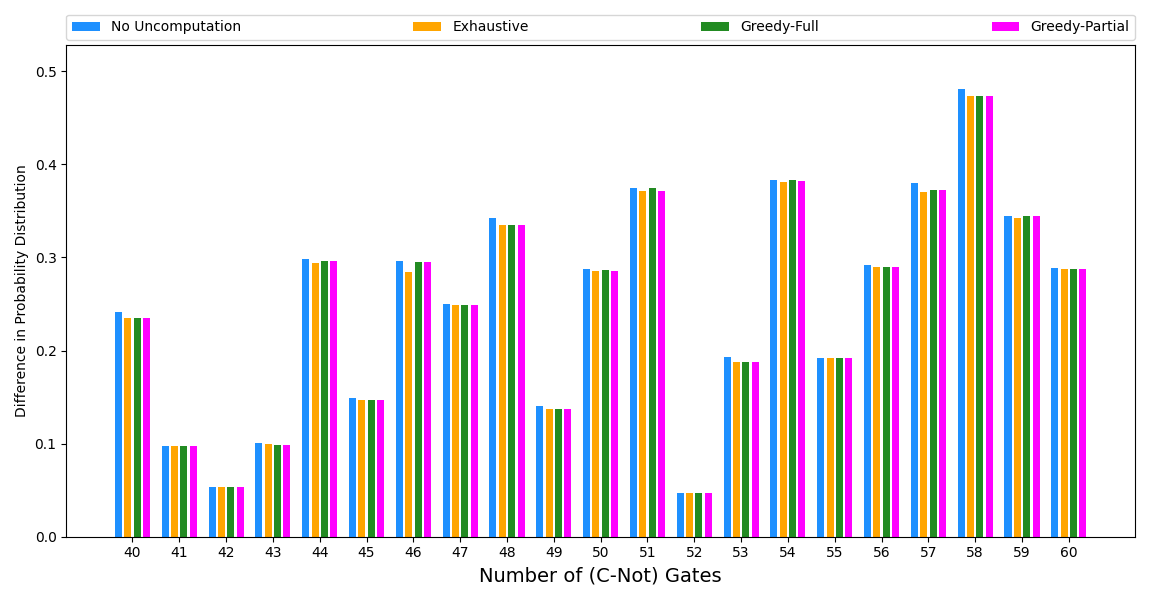 No Uncomputation Exhaustive Greedy-Full Greedy-Partial
0.5
0.4
0.3
0.2
0.1
0.0
Difference in Probability Distribution
40 41 42 43 44 45 46 47 48 49 50 51 52 53 54 55 56 57 58 59 60
Number of (C-Not) Gates